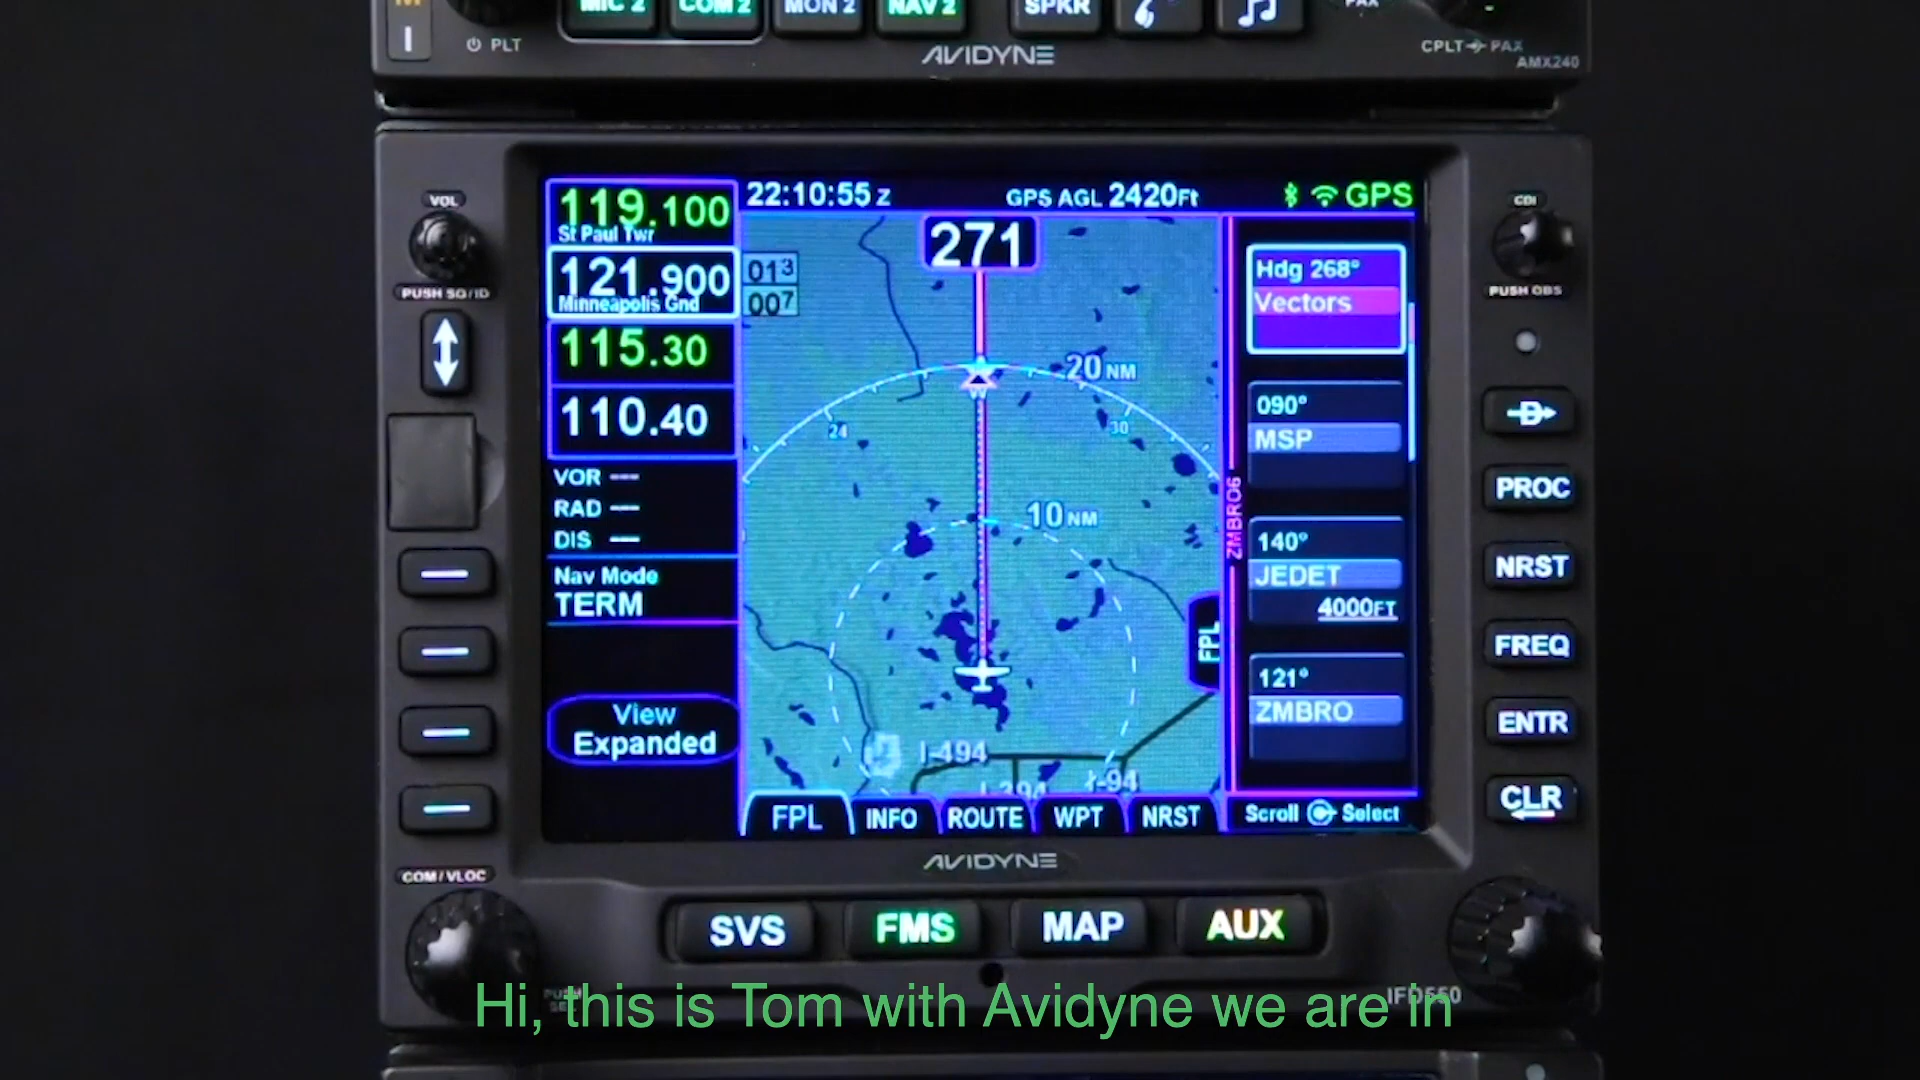 MIC 2 COM 2 MON 2 NAV 2 SPKR PAX
PLT
AVIDYNE
CPLT PAX
AMX240
VOL
PUSH SQ/ID
119.100
St Paul Twr
121.900
Minneapolis Gnd
115.30
110.40
VOR ---
RAD ---
DIS ---
Nav Mode
TERM
View
Expanded
22:10:55 Z
GPS AGL 2420Ft
GPS
271
013
007
20 NM
24
30
10 NM
I-494
I-394
I-94
FPL
ZMBRO6
Hdg 268°
Vectors
090°
MSP
140°
JEDET
4000FT
121°
ZMBRO
FPL INFO ROUTE WPT NRST
Scroll Select
CDI
PUSH OBS
D
PROC
NRST
FREQ
ENTR
CLR
AVIDYNE
COM/VLOC
SVS FMS MAP AUX
IFD550
Hi, this is Tom with Avidyne we are in